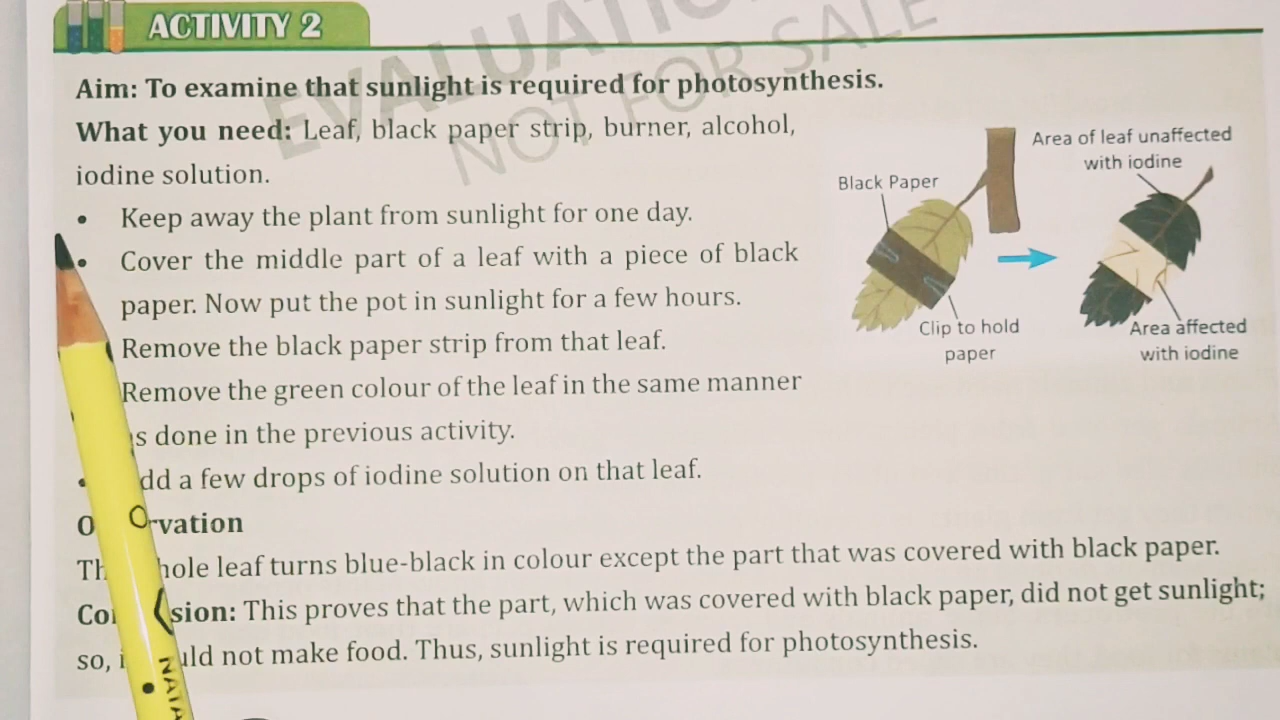 ACTIVITY 2
EVALUATION
NOT FOR SALE
Aim: To examine that sunlight is required for photosynthesis.
What you need: Leaf, black paper strip, burner, alcohol,
iodine solution.
• Keep away the plant from sunlight for one day.
• Cover the middle part of a leaf with a piece of black
paper. Now put the pot in sunlight for a few hours.
Remove the black paper strip from that leaf.
Remove the green colour of the leaf in the same manner
done in the previous activity.
• a few drops of iodine solution on that leaf.
leaf turns blue-black in colour except the part that was covered with black paper.
This proves that the part, which was covered with black paper, did not get sunlight;
so, not make food. Thus, sunlight is required for photosynthesis.
Black Paper
Clip to hold
paper
Area of leaf unaffected
with iodine
Area affected
with iodine
NATA